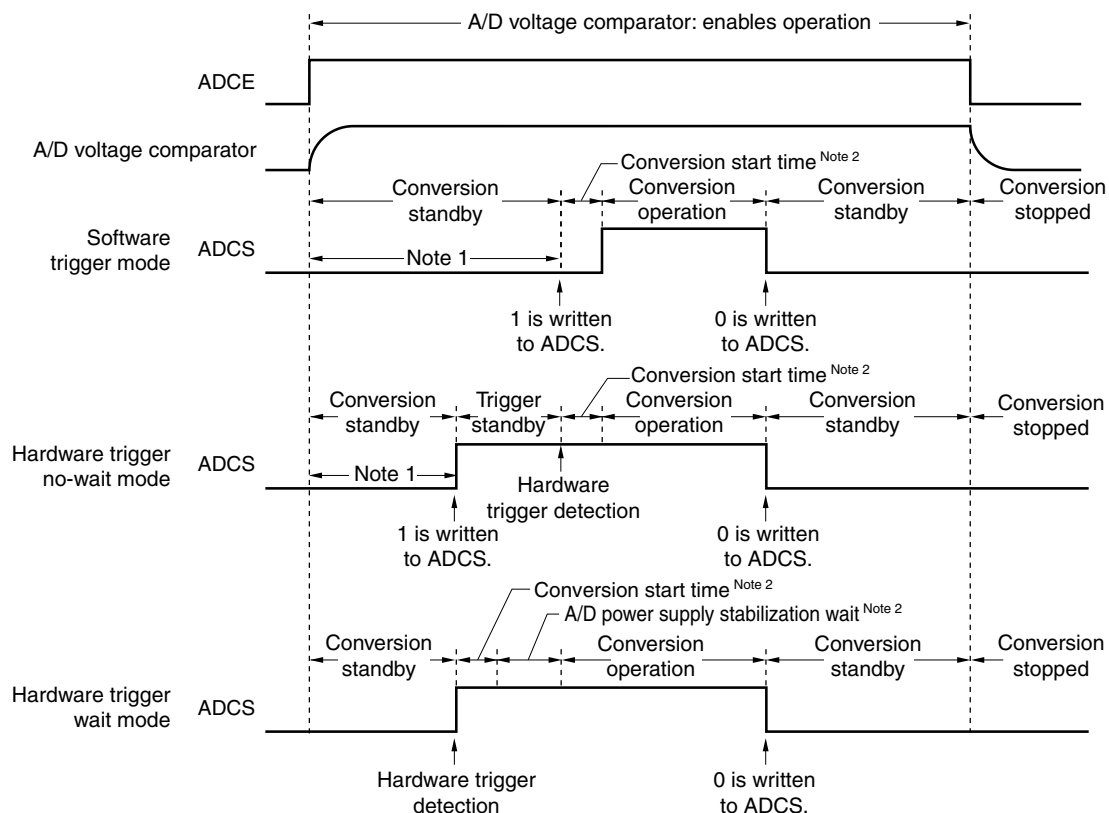 A/D voltage comparator: enables operation
ADCE
A/D voltage comparator
Conversion start time Note 2
Conversion
standby
Conversion
operation
Conversion
standby
Conversion
stopped
Software
trigger mode
ADCS
Note 1
1 is written
to ADCS.
0 is written
to ADCS.
Conversion start time Note 2
Conversion
standby
Trigger
standby
Conversion
operation
Conversion
standby
Conversion
stopped
Hardware trigger
no-wait mode
ADCS
Note 1
Hardware
trigger detection
1 is written
to ADCS.
0 is written
to ADCS.
Conversion start time Note 2
A/D power supply stabilization wait Note 2
Conversion
standby
Conversion
operation
Conversion
standby
Conversion
stopped
Hardware trigger
wait mode
ADCS
Hardware trigger
detection
0 is written
to ADCS.